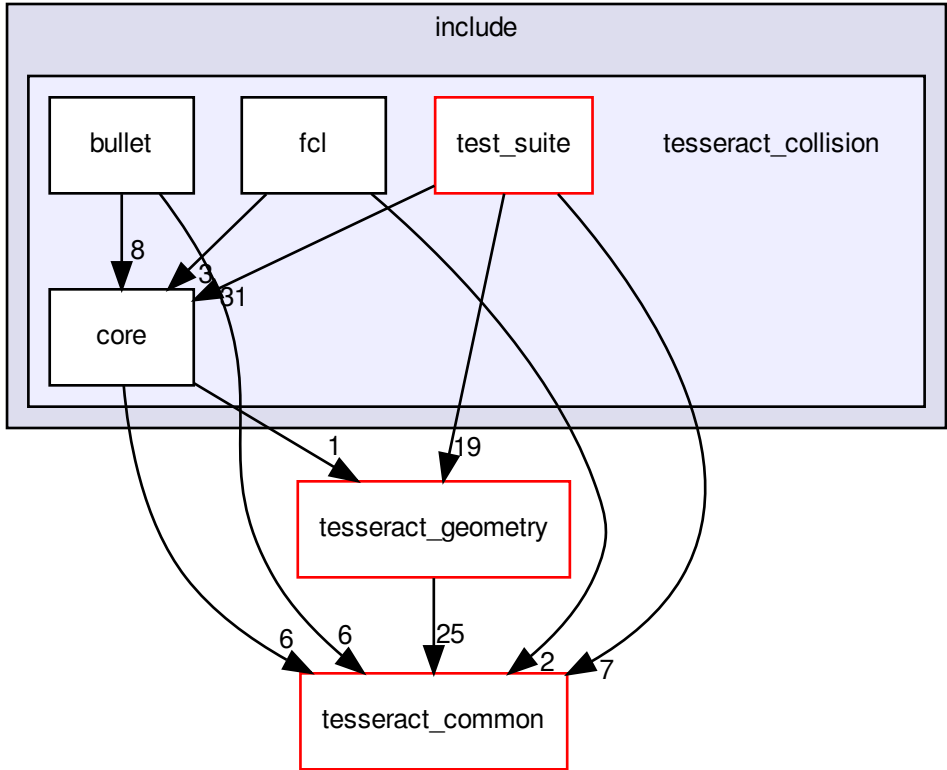 include
bullet
fcl
test_suite
tesseract_collision
8
3
31
core
1
19
tesseract_geometry
6
6
25
2
7
tesseract_common